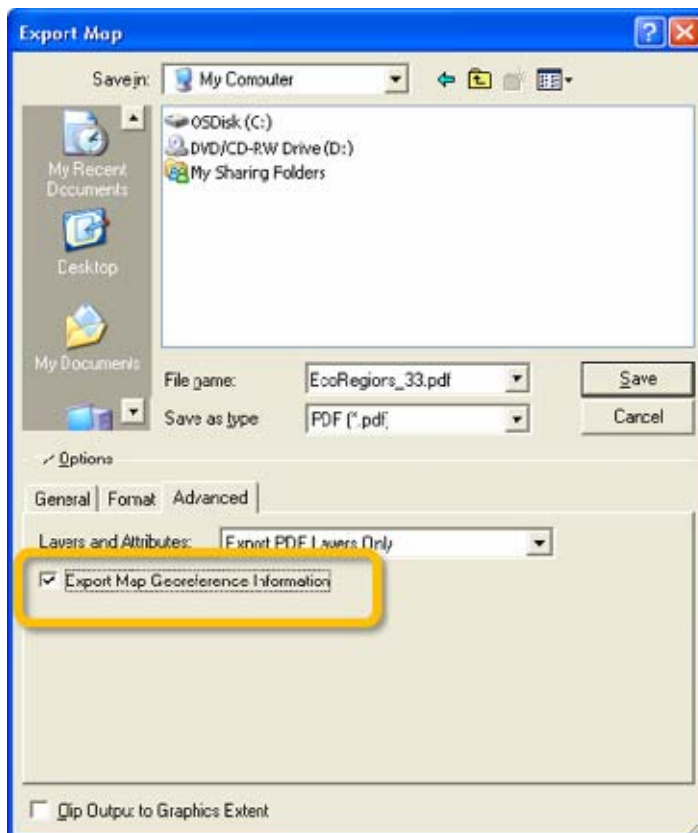 Export Map
Save in: My Computer
OSDisk (C:)
DVD/CD-RW Drive (D:)
My Sharing Folders
My Recent
Documents
Desktop
My Documents
File name: EcoRegions_33.pdf Save
Save as type PDF (*.pdf) Cancel
Options
General Format Advanced
Layers and Attributes: Export PDF Layers Only
Export Map Georeference Information
Clip Output to Graphics Extent